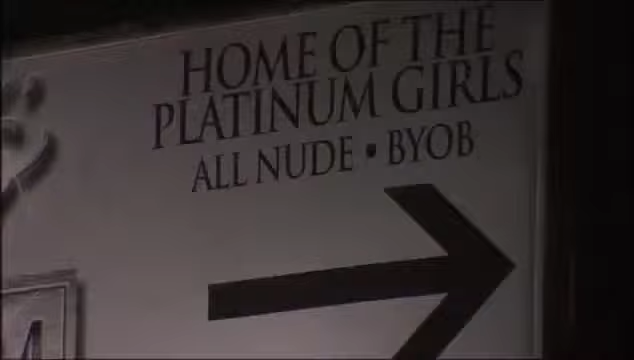 HOME OF THE
PLATINUM GIRLS
ALL NUDE • BYOB